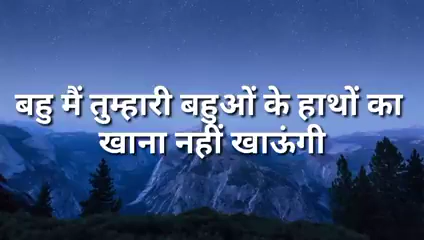 बहु मैं तुम्हारी बहुओं के हाथों का
खाना नहीं खाऊंगी